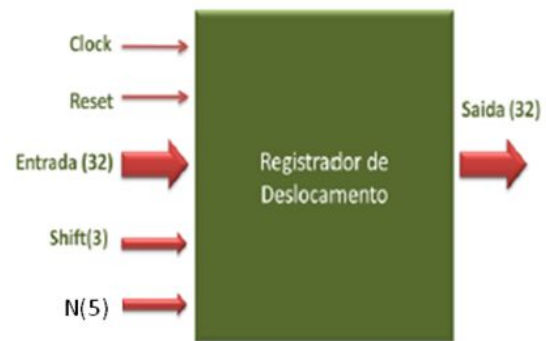 Clock
Reset
Entrada (32)
Shift(3)
N(5)
Registrador de
Deslocamento
Saida (32)